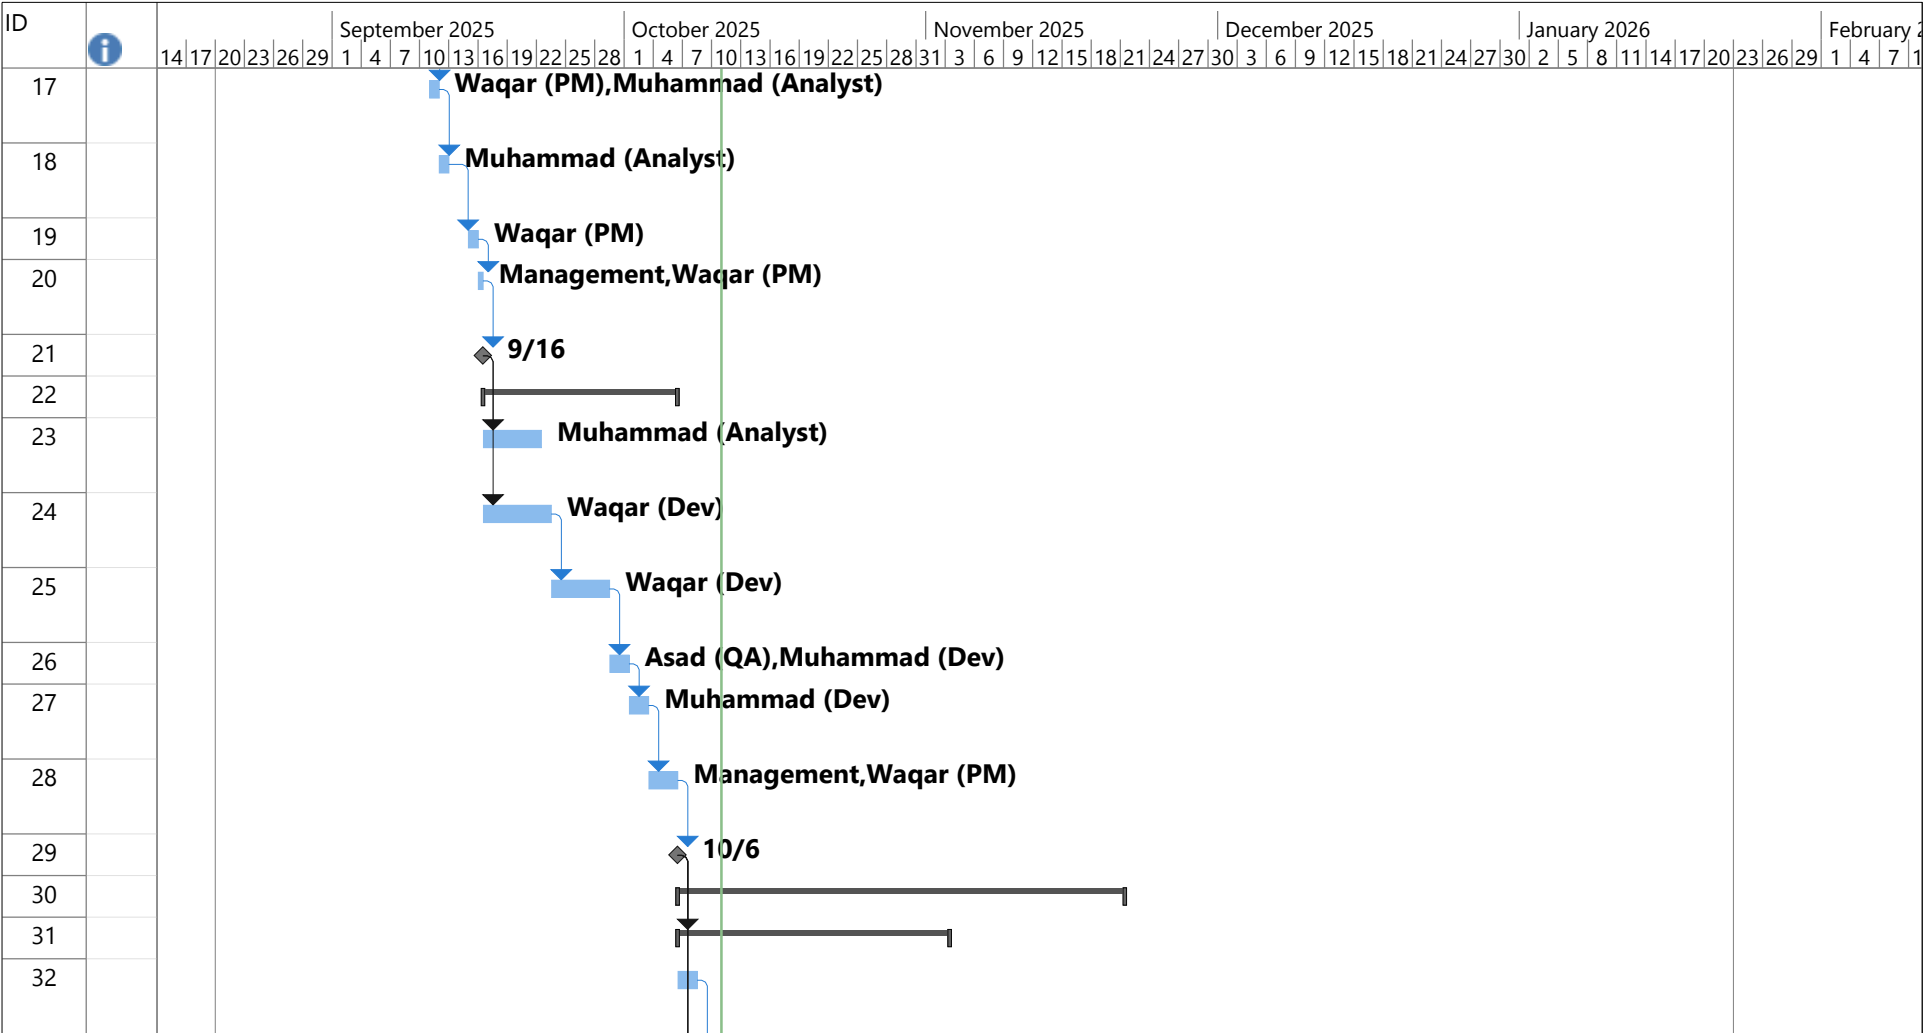 ID
September 2025 October 2025 November 2025 December 2025 January 2026 February 2
14 17 20 23 26 29 1 4 7 10 13 16 19 22 25 28 1 4 7 10 13 16 19 22 25 28 31 3 6 9 12 15 18 21 24 27 30 3 6 9 12 15 18 21 24 27 30 2 5 8 11 14 17 20 23 26 29 1 4 7 1
17 Waqar (PM),Muhammad (Analyst)
18 Muhammad (Analyst)
19 Waqar (PM)
20 Management,Waqar (PM)
21 9/16
22
23 Muhammad (Analyst)
24 Waqar (Dev)
25 Waqar (Dev)
26 Asad (QA),Muhammad (Dev)
27 Muhammad (Dev)
28 Management,Waqar (PM)
29 10/6
30
31
32